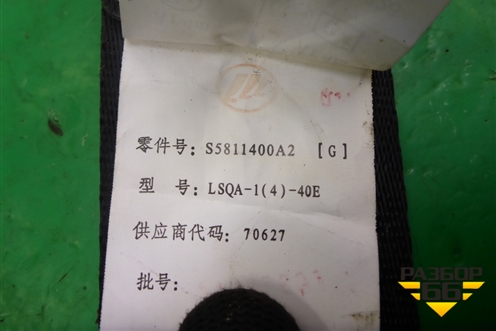 零件号: S5811400A2 [G]
型 号: LSQA-1(4)-40E
供应商代码: 70627
批号:
РАЗБОР
66